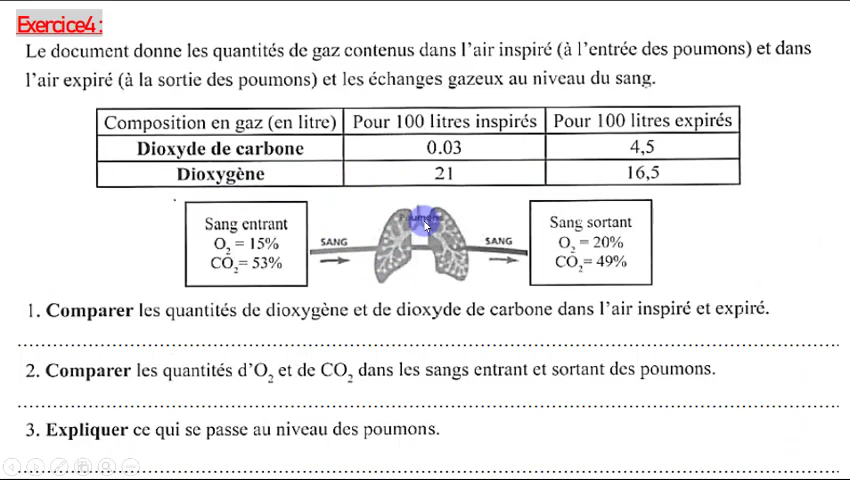 Exercice4 :
Le document donne les quantités de gaz contenus dans l'air inspiré (à l'entrée des poumons) et dans
l'air expiré (à la sortie des poumons) et les échanges gazeux au niveau du sang.
Composition en gaz (en litre) Pour 100 litres inspirés Pour 100 litres expirés
Dioxyde de carbone 0.03 4,5
Dioxygène 21 16,5
Poumons
Sang entrant
O₂ = 15%
CO₂= 53%
SANG
SANG
Sang sortant
O₂ = 20%
CO₂= 49%
1. Comparer les quantités de dioxygène et de dioxyde de carbone dans l'air inspiré et expiré.
2. Comparer les quantités d'O₂ et de CO₂ dans les sangs entrant et sortant des poumons.
3. Expliquer ce qui se passe au niveau des poumons.